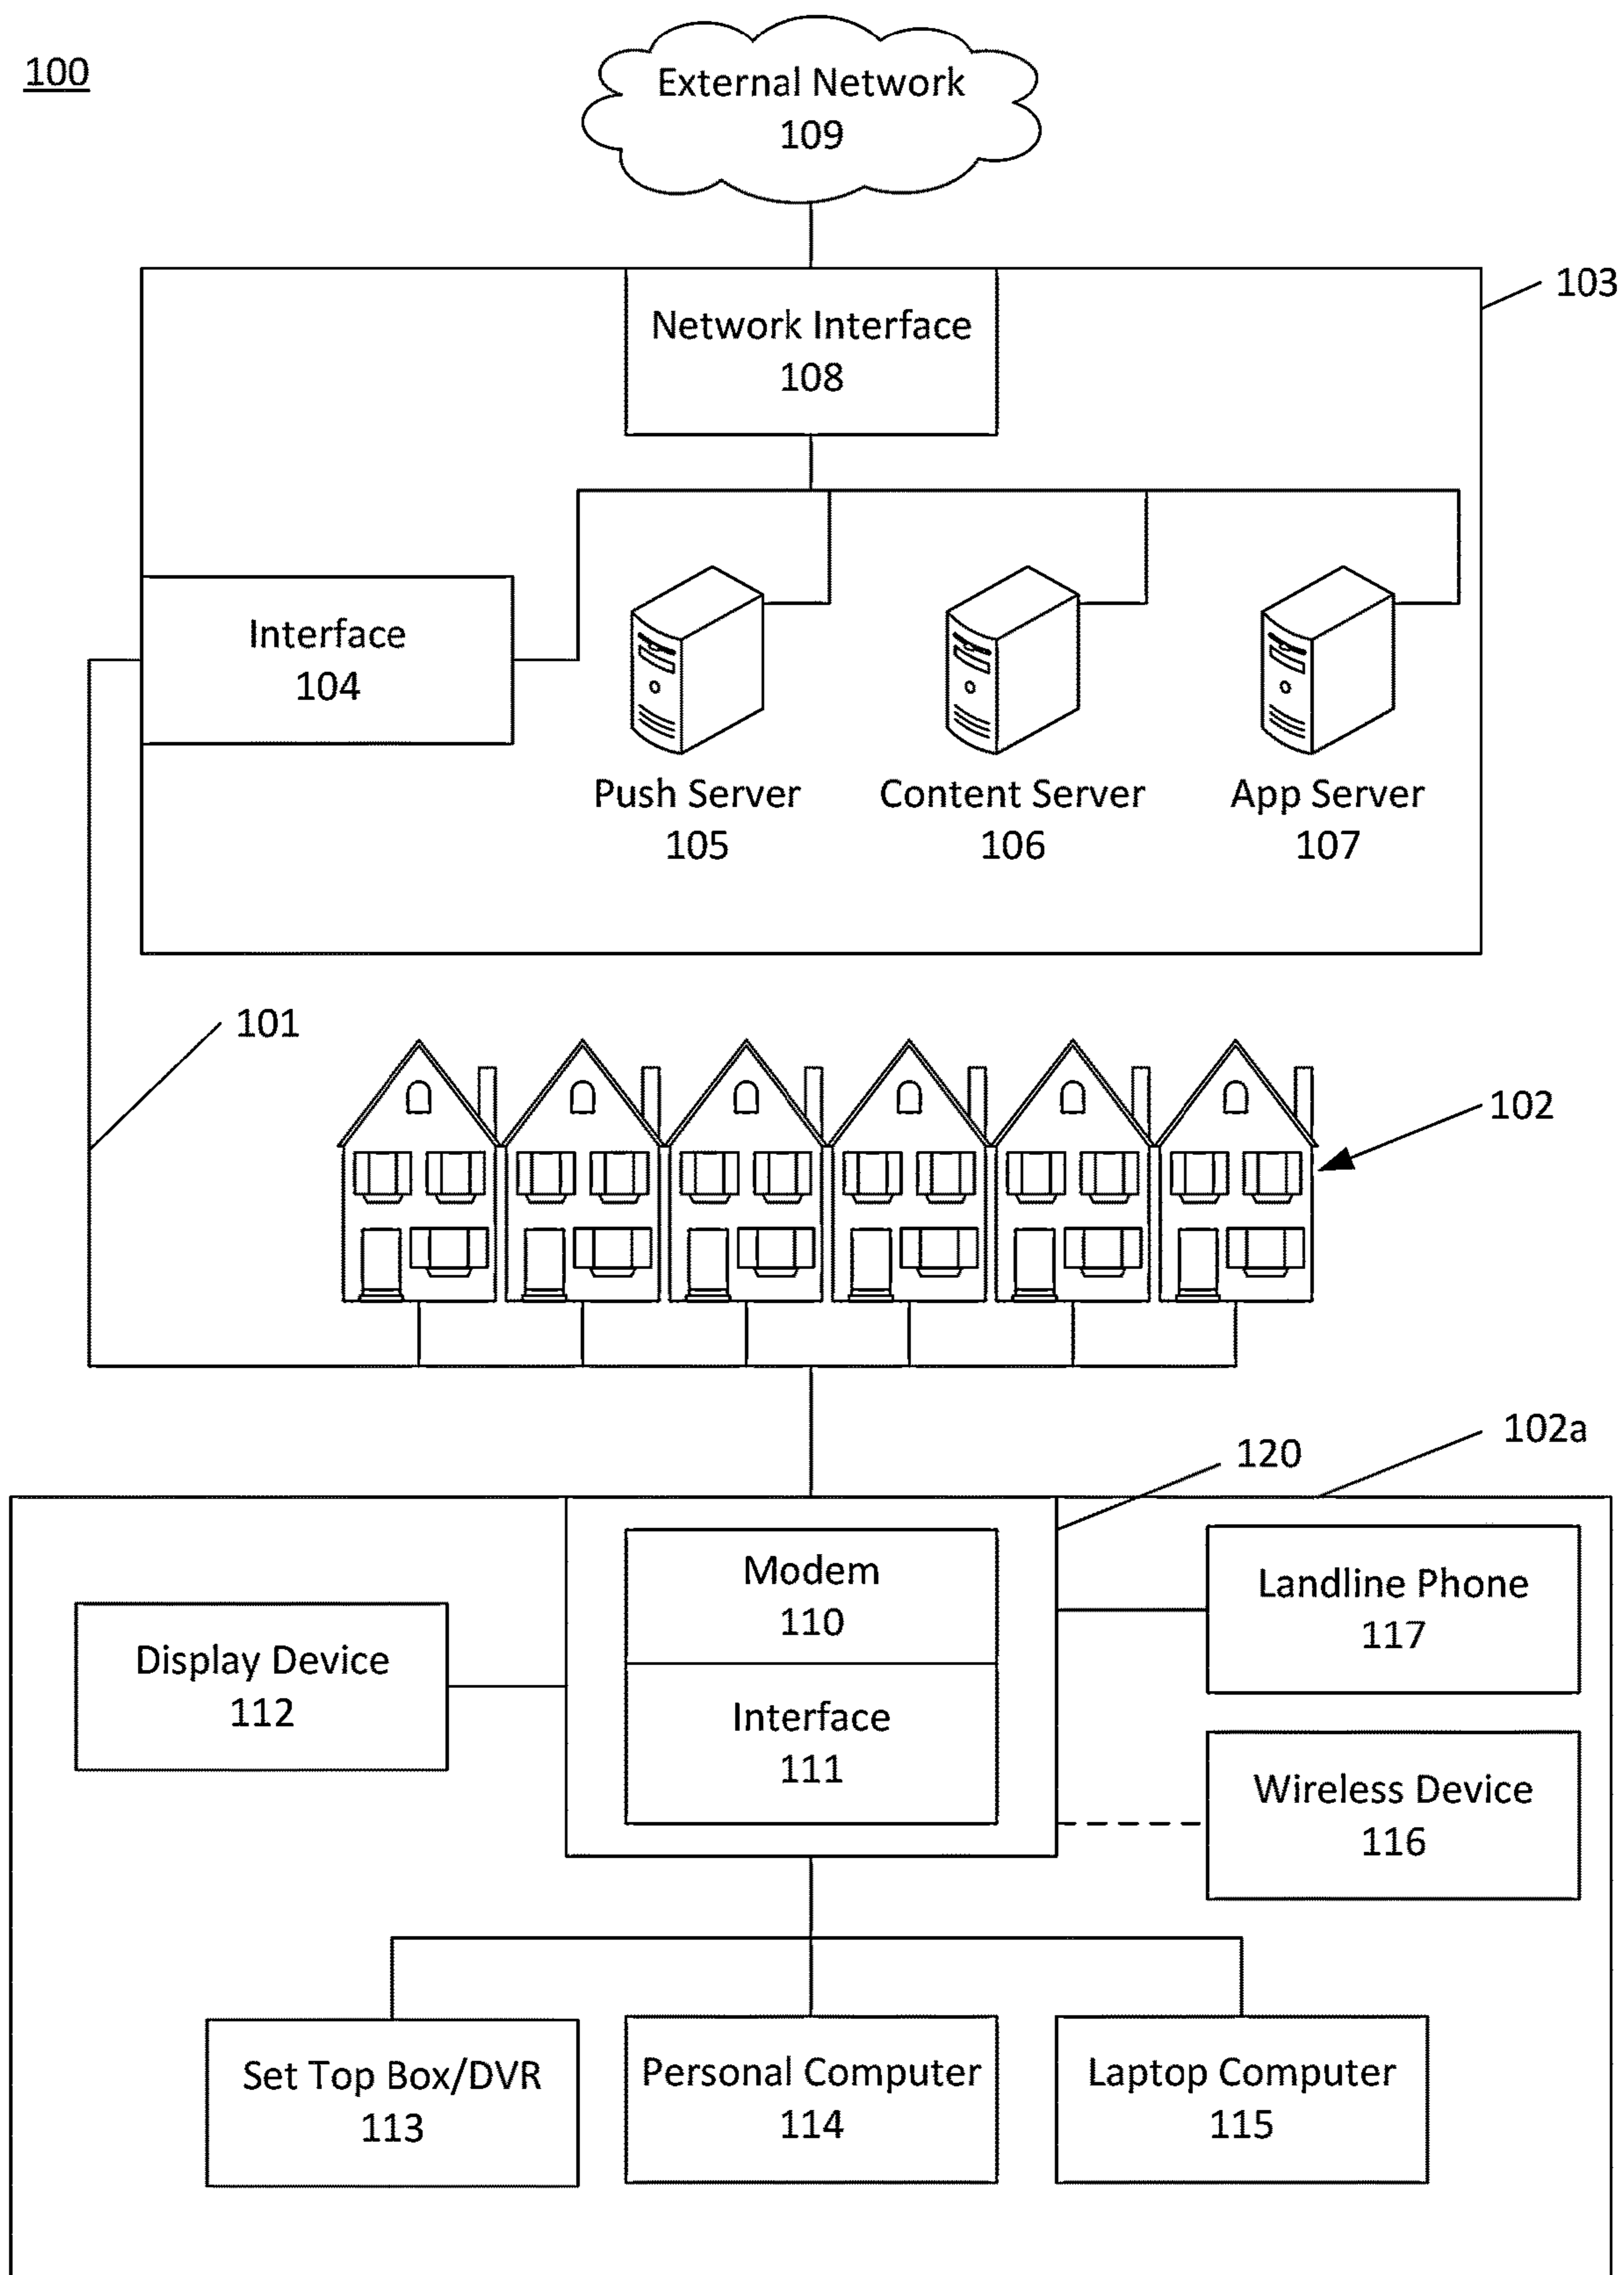 100
External Network
109
103
Network Interface
108
Interface
104
Push Server
105
Content Server
106
App Server
107
101
102
102a
120
Modem
110
Interface
111
Landline Phone
117
Display Device
112
Wireless Device
116
Set Top Box/DVR
113
Personal Computer
114
Laptop Computer
115